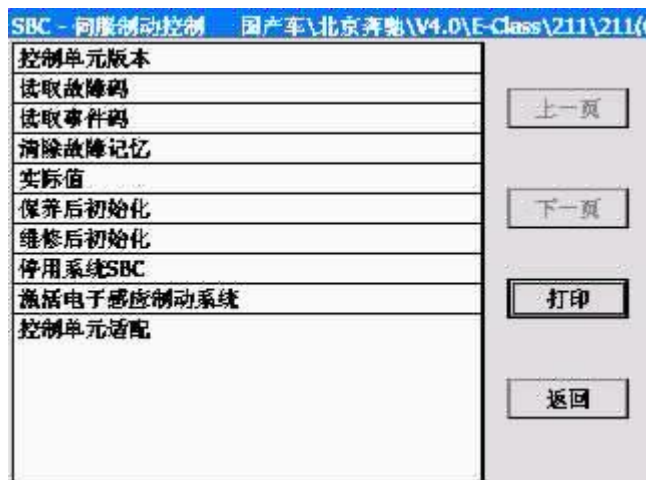 SBC - 伺服制动控制 国产车\北京奔驰\V4.0\E-Class\211\211(
控制单元版本
读取故障码
读取事件码
清除故障记忆
实际值
保养后初始化
维修后初始化
停用系统SBC
激活电子感应制动系统
控制单元适配
上一页
下一页
打印
返回